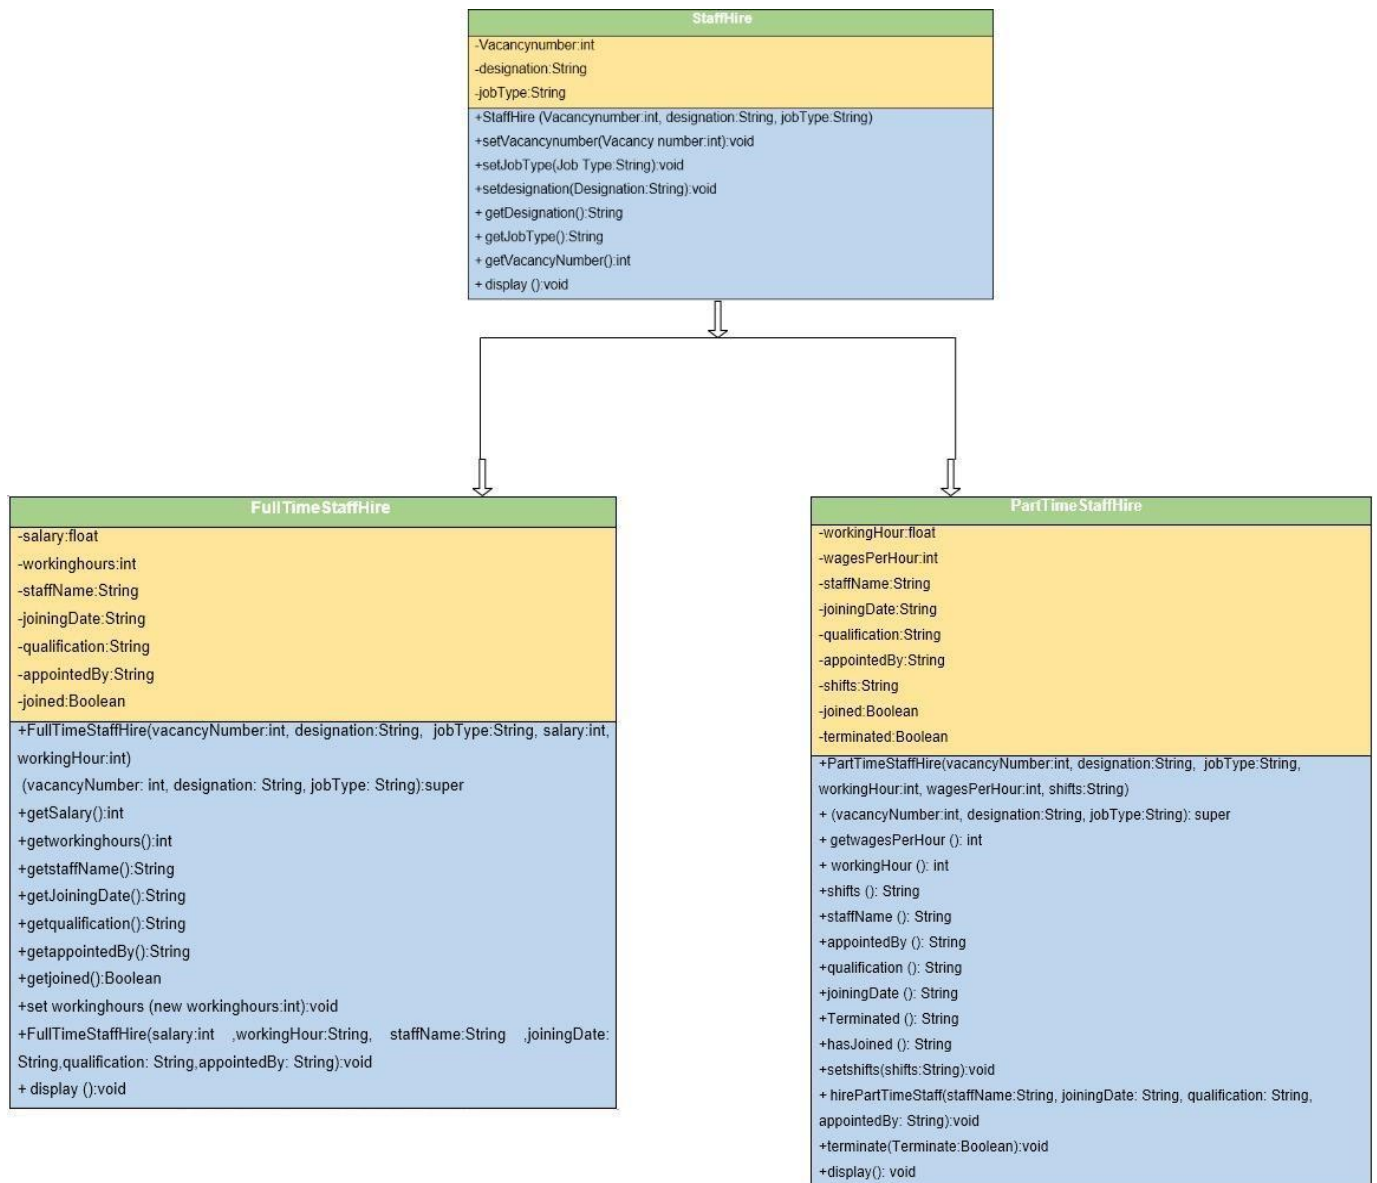 StaffHire
-Vacancynumber:int
-designation:String
-jobType:String
+StaffHire (Vacancynumber:int, designation:String, jobType:String)
+setVacancynumber(Vacancy number:int):void
+setJobType(Job Type:String):void
+setdesignation(Designation:String):void
+ getDesignation():String
+ getJobType():String
+ getVacancyNumber():int
+ display ():void
FullTimeStaffHire
-salary:float
-workinghours:int
-staffName:String
-joiningDate:String
-qualification:String
-appointedBy:String
-joined:Boolean
+FullTimeStaffHire(vacancyNumber:int, designation:String, jobType:String, salary:int,
workingHour:int)
(vacancyNumber: int, designation: String, jobType: String):super
+getSalary():int
+getworkinghours():int
+getstaffName():String
+getJoiningDate():String
+getqualification():String
+getappointedBy():String
+getjoined():Boolean
+set workinghours (new workinghours:int):void
+FullTimeStaffHire(salary:int ,workingHour:String, staffName:String ,joiningDate:
String,qualification: String,appointedBy: String):void
+ display ():void
PartTimeStaffHire
-workingHour:float
-wagesPerHour:int
-staffName:String
-joiningDate:String
-qualification:String
-appointedBy:String
-shifts:String
-joined:Boolean
-terminated:Boolean
+PartTimeStaffHire(vacancyNumber:int, designation:String, jobType:String,
workingHour:int, wagesPerHour:int, shifts:String)
+ (vacancyNumber:int, designation:String, jobType:String): super
+ getwagesPerHour (): int
+ workingHour (): int
+shifts (): String
+staffName (): String
+appointedBy (): String
+qualification (): String
+joiningDate (): String
+Terminated (): String
+hasJoined (): String
+setshifts(shifts:String):void
+ hirePartTimeStaff(staffName:String, joiningDate: String, qualification: String,
appointedBy: String):void
+terminate(Terminate:Boolean):void
+display(): void